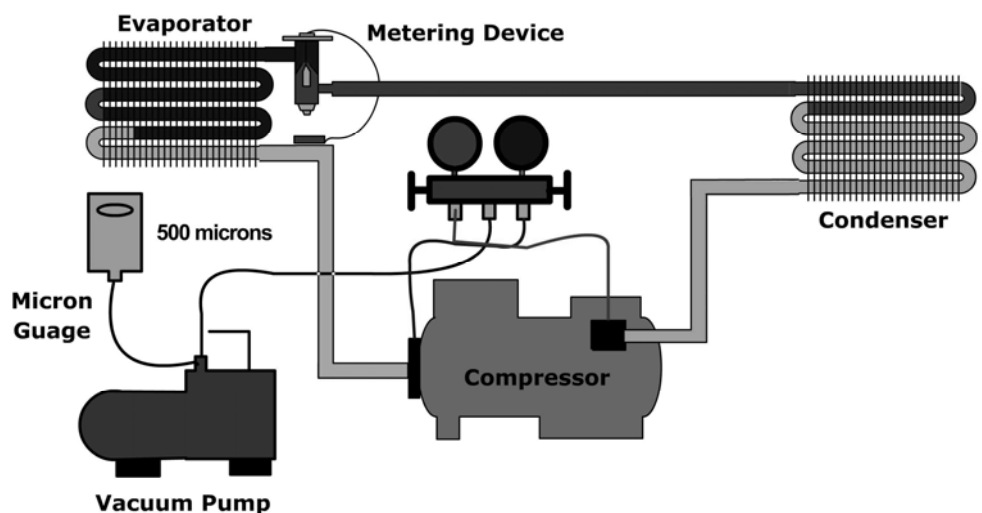 Evaporator
Metering Device
500 microns
Condenser
Micron
Guage
Compressor
Vacuum Pump